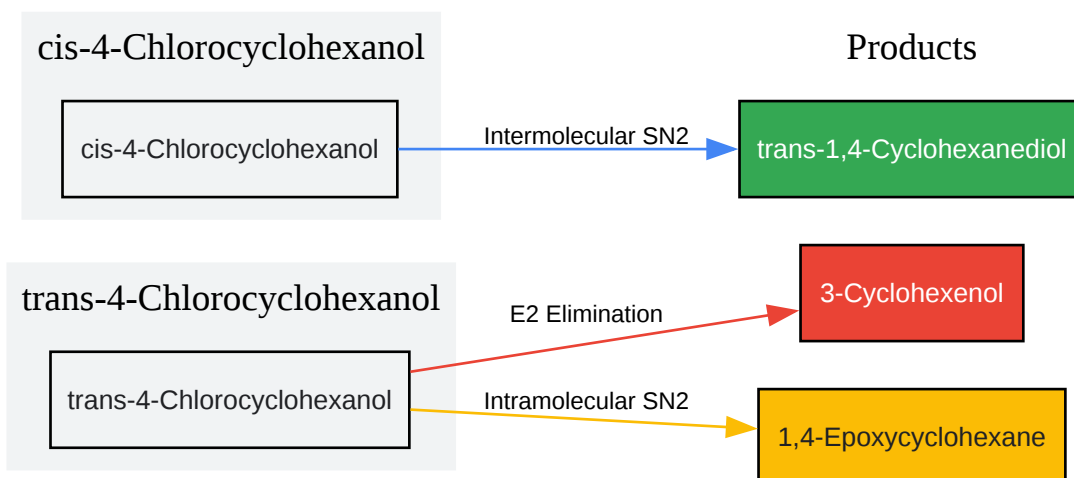 cis-4-Chlorocyclohexanol
Products
cis-4-Chlorocyclohexanol
Intermolecular SN2
trans-1,4-Cyclohexanediol
trans-4-Chlorocyclohexanol
E2 Elimination
3-Cyclohexenol
trans-4-Chlorocyclohexanol
Intramolecular SN2
1,4-Epoxycyclohexane